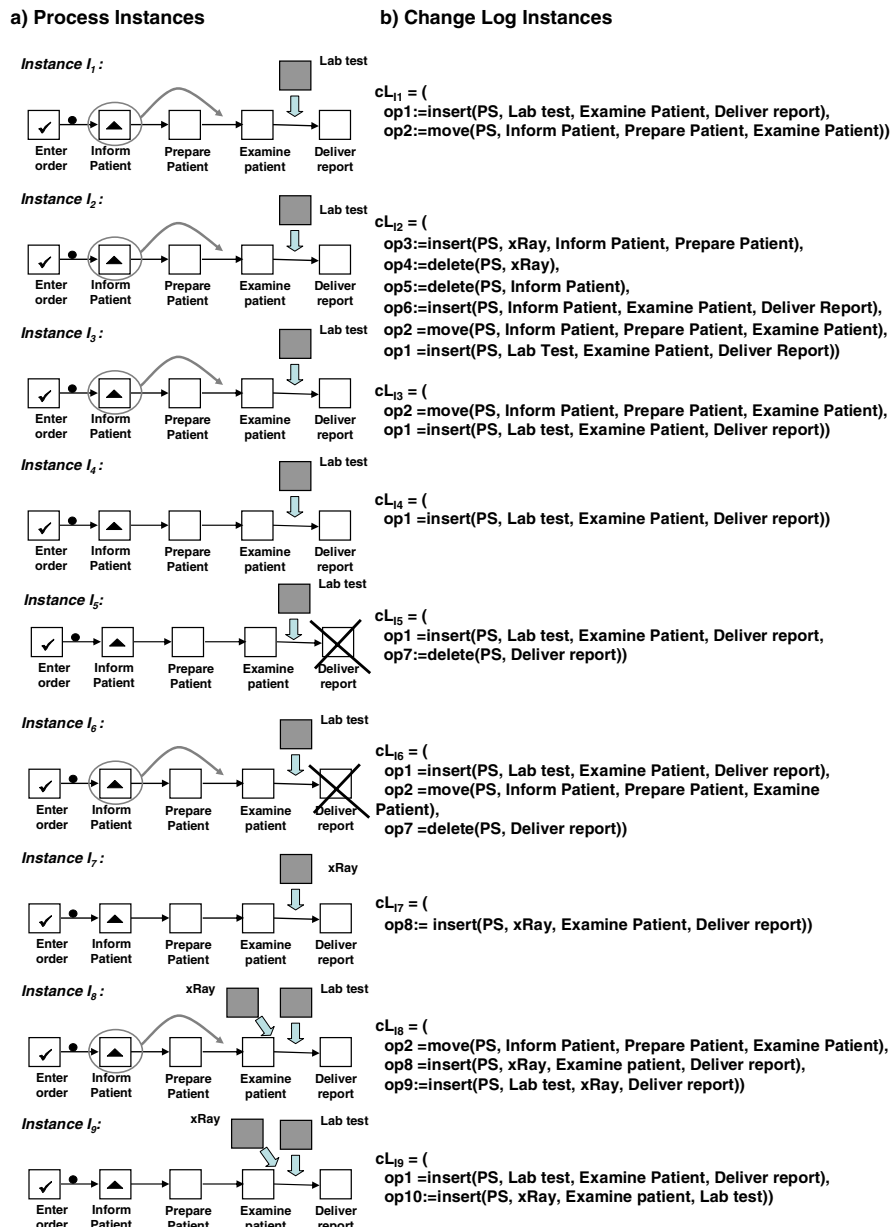 a) Process Instances
b) Change Log Instances
Instance I1:
Lab test
Enter order
Inform Patient
Prepare Patient
Examine patient
Deliver report
cLI1 = (
op1:=insert(PS, Lab test, Examine Patient, Deliver report),
op2:=move(PS, Inform Patient, Prepare Patient, Examine Patient))
Instance I2:
Lab test
Enter order
Inform Patient
Prepare Patient
Examine patient
Deliver report
cLI2 = (
op3:=insert(PS, xRay, Inform Patient, Prepare Patient),
op4:=delete(PS, xRay),
op5:=delete(PS, Inform Patient),
op6:=insert(PS, Inform Patient, Examine Patient, Deliver Report),
op2 =move(PS, Inform Patient, Prepare Patient, Examine Patient),
op1 =insert(PS, Lab Test, Examine Patient, Deliver Report))
Instance I3:
Lab test
Enter order
Inform Patient
Prepare Patient
Examine patient
Deliver report
cLI3 = (
op2 =move(PS, Inform Patient, Prepare Patient, Examine Patient),
op1 =insert(PS, Lab test, Examine Patient, Deliver report))
Instance I4:
Lab test
Enter order
Inform Patient
Prepare Patient
Examine patient
Deliver report
cLI4 = (
op1 =insert(PS, Lab test, Examine Patient, Deliver report))
Instance I5:
Lab test
Enter order
Inform Patient
Prepare Patient
Examine patient
Deliver report
cLI5 = (
op1 =insert(PS, Lab test, Examine Patient, Deliver report,
op7:=delete(PS, Deliver report))
Instance I6:
Lab test
Enter order
Inform Patient
Prepare Patient
Examine patient
Deliver report
cLI6 = (
op1 =insert(PS, Lab test, Examine Patient, Deliver report),
op2 =move(PS, Inform Patient, Prepare Patient, Examine
Patient),
op7 =delete(PS, Deliver report))
Instance I7:
xRay
Enter order
Inform Patient
Prepare Patient
Examine patient
Deliver report
cLI7 = (
op8:= insert(PS, xRay, Examine Patient, Deliver report))
Instance I8:
xRay
Lab test
Enter order
Inform Patient
Prepare Patient
Examine patient
Deliver report
cLI8 = (
op2 =move(PS, Inform Patient, Prepare Patient, Examine Patient),
op8 =insert(PS, xRay, Examine patient, Deliver report),
op9:=insert(PS, Lab test, xRay, Deliver report))
Instance I9:
xRay
Lab test
Enter order
Inform Patient
Prepare Patient
Examine patient
Deliver report
cLI9 = (
op1 =insert(PS, Lab test, Examine Patient, Deliver report),
op10:=insert(PS, xRay, Examine patient, Lab test))